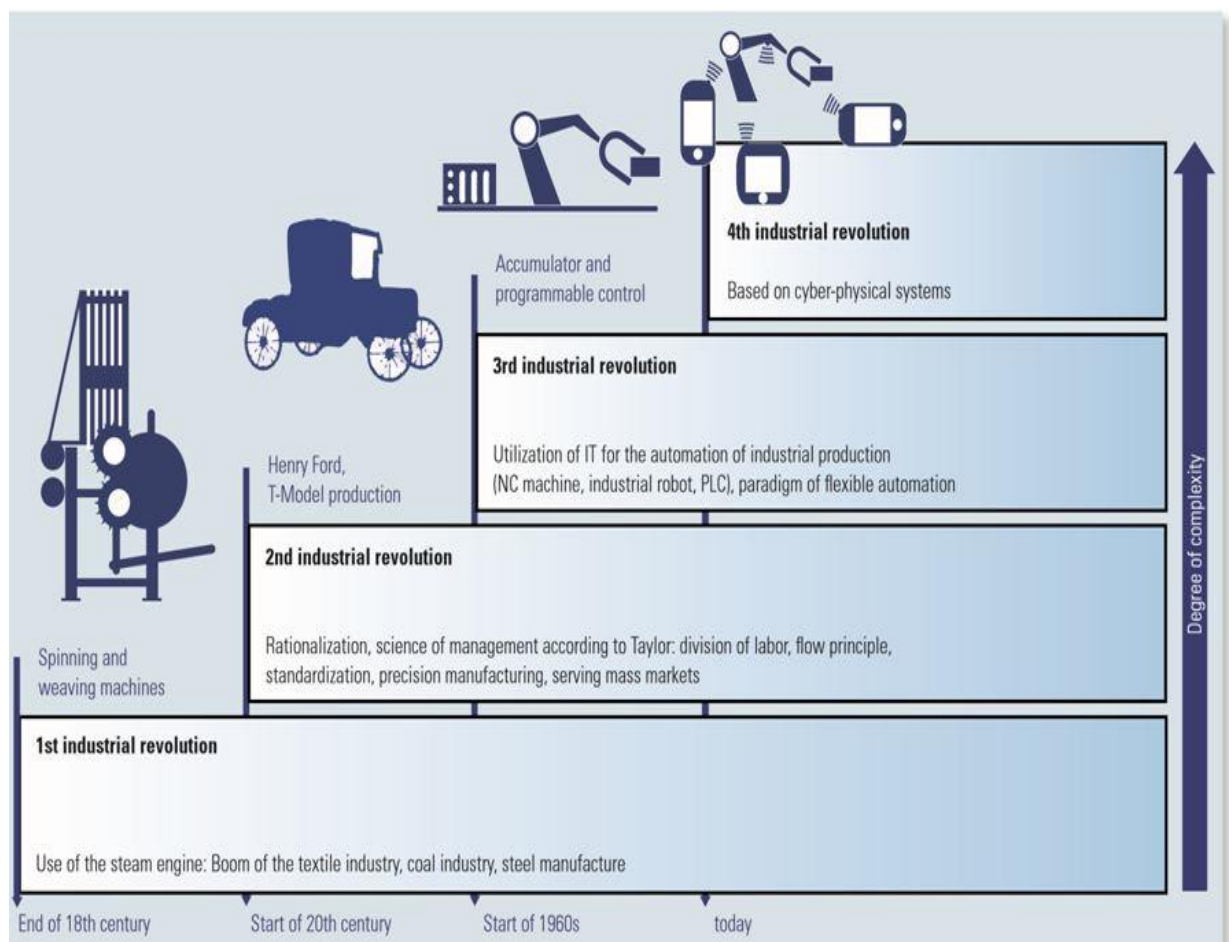 4th industrial revolution
Based on cyber-physical systems
Accumulator and
programmable control
3rd industrial revolution
Utilization of IT for the automation of industrial production
(NC machine, industrial robot, PLC), paradigm of flexible automation
Henry Ford,
T-Model production
2nd industrial revolution
Rationalization, science of management according to Taylor: division of labor, flow principle,
standardization, precision manufacturing, serving mass markets
Spinning and
weaving machines
1st industrial revolution
Use of the steam engine: Boom of the textile industry, coal industry, steel manufacture
Degree of complexity
End of 18th century
Start of 20th century
Start of 1960s
today